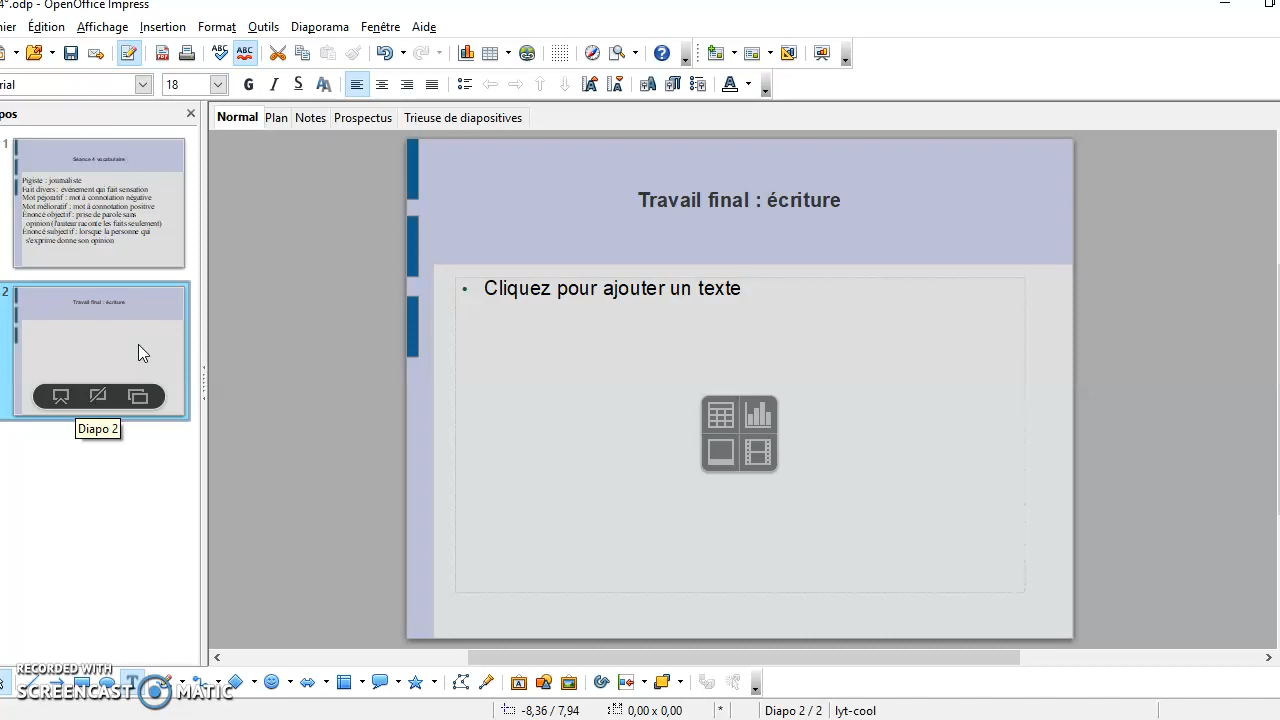 4°.odp - OpenOffice Impress
ier Édition Affichage Insertion Format Outils Diaporama Fenêtre Aide
ABC ABC
rial 18 G I S
pos
Normal Plan Notes Prospectus Trieuse de diapositives
1
Séance 4 vocabulaire
Pigiste : journaliste
Fait divers : événement qui fait sensation
Mot péjoratif : mot à connotation négative
Mot mélioratif : mot à connotation positive
Enoncé objectif : prise de parole sans
opinion (l'auteur raconte les faits seulement)
Enoncé subjectif : lorsque la personne qui
s'exprime donne son opinion
2
Travail final : écriture
Diapo 2
Travail final : écriture
• Cliquez pour ajouter un texte
RECORDED WITH
SCREENCAST MATIC
-8,36 / 7,94 0,00 x 0,00 * Diapo 2 / 2 lyt-cool